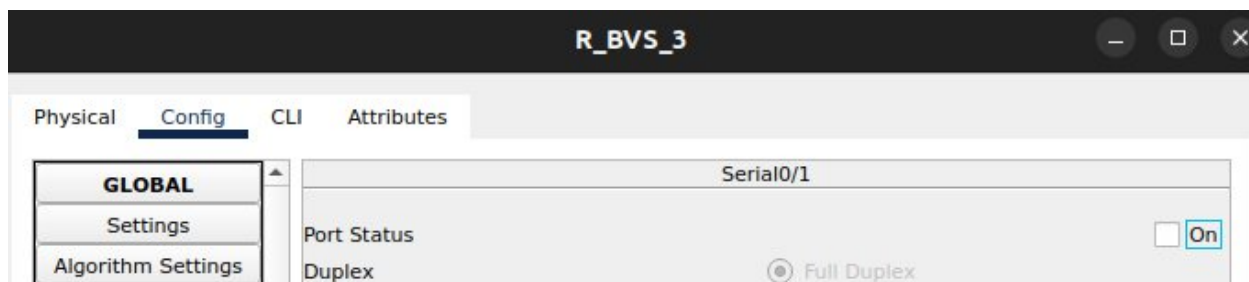 R_BVS_3
Physical Config CLI Attributes
GLOBAL
Settings
Algorithm Settings
Serial0/1
Port Status On
Duplex Full Duplex